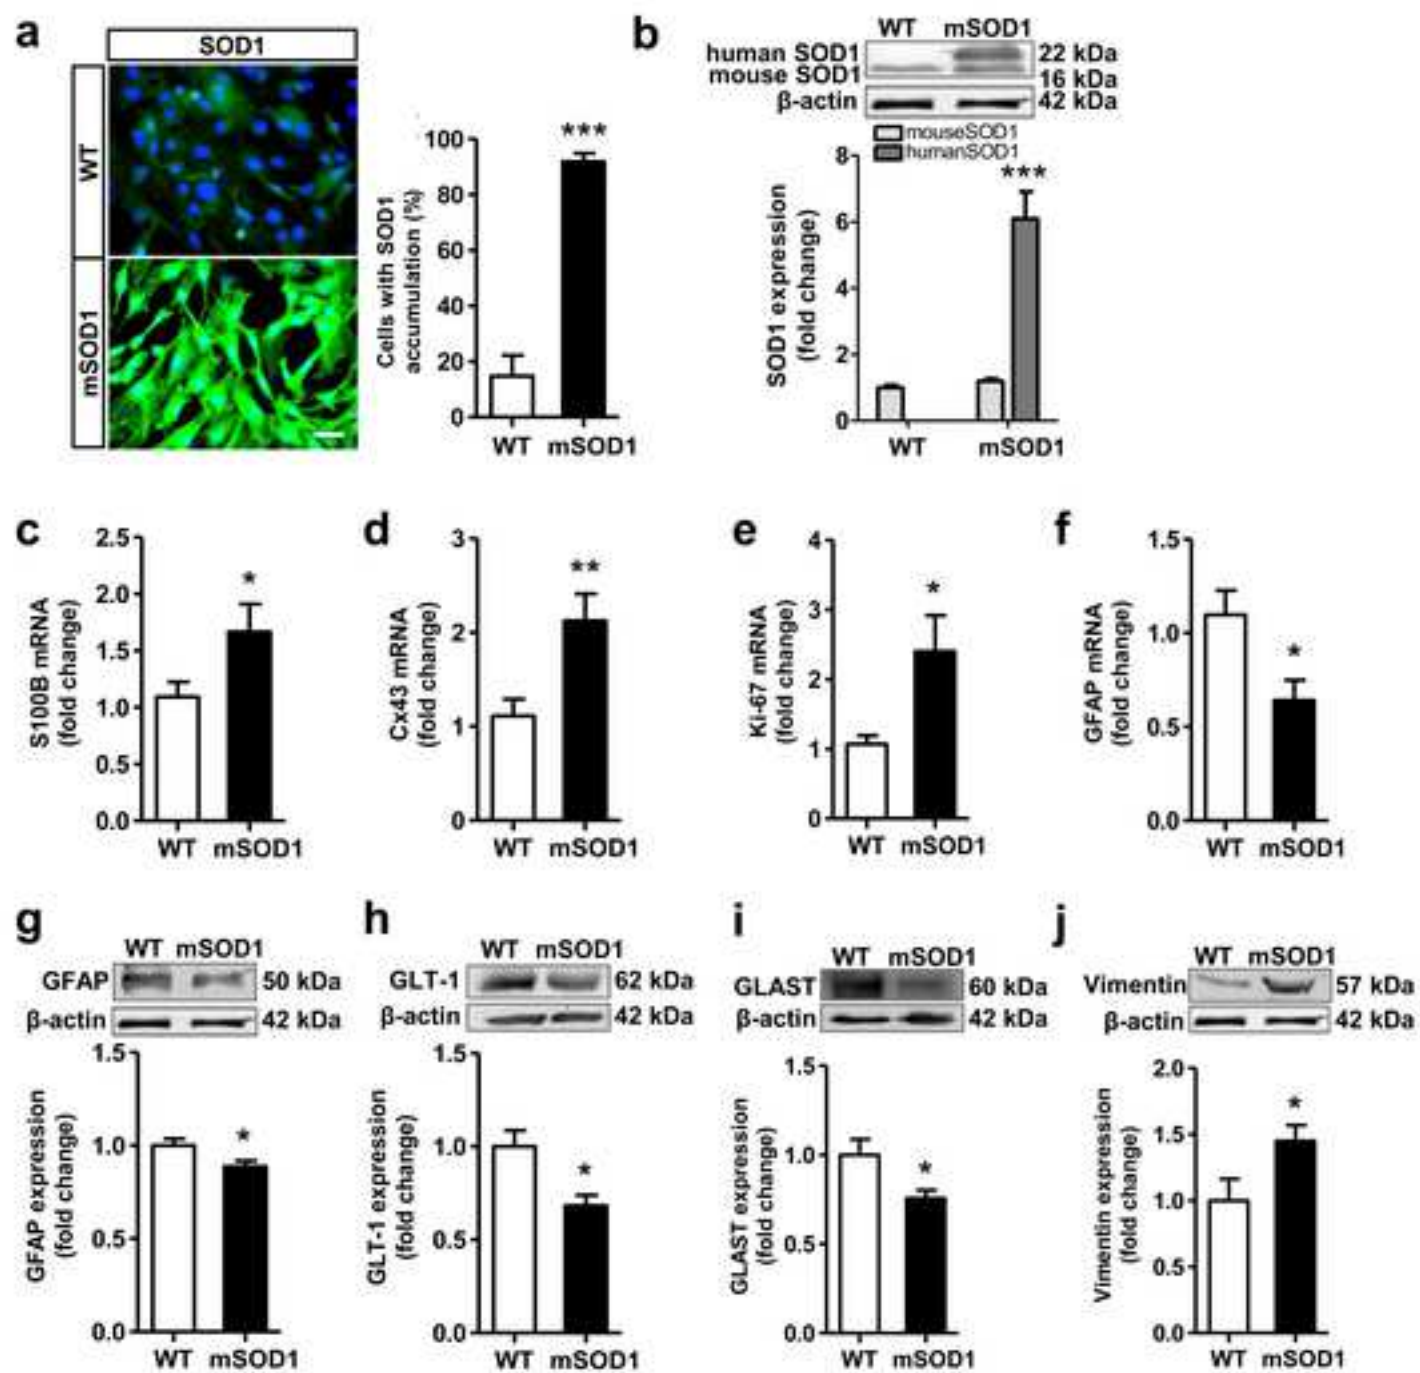 a
SOD1
WT
mSOD1
Cells with SOD1
accumulation (%)
100
80
60
40
20
0
***
WT mSOD1
b
WT mSOD1
human SOD1 22 kDa
mouse SOD1 16 kDa
β-actin 42 kDa
mouseSOD1
humanSOD1
SOD1 expression
(fold change)
8
6
4
2
0
***
WT mSOD1
c
S100B mRNA
(fold change)
2.5
2.0
1.5
1.0
0.5
0.0
*
WT mSOD1
d
Cx43 mRNA
(fold change)
3
2
1
0
**
WT mSOD1
e
Ki-67 mRNA
(fold change)
4
3
2
1
0
*
WT mSOD1
f
GFAP mRNA
(fold change)
1.5
1.0
0.5
0.0
*
WT mSOD1
g
WT mSOD1
GFAP 50 kDa
β-actin 42 kDa
GFAP expression
(fold change)
1.5
1.0
0.5
0.0
*
WT mSOD1
h
WT mSOD1
GLT-1 62 kDa
β-actin 42 kDa
GLT-1 expression
(fold change)
1.5
1.0
0.5
0.0
*
WT mSOD1
i
WT mSOD1
GLAST 60 kDa
β-actin 42 kDa
GLAST expression
(fold change)
1.5
1.0
0.5
0.0
*
WT mSOD1
j
WT mSOD1
Vimentin 57 kDa
β-actin 42 kDa
Vimentin expression
(fold change)
2.0
1.5
1.0
0.5
0.0
*
WT mSOD1